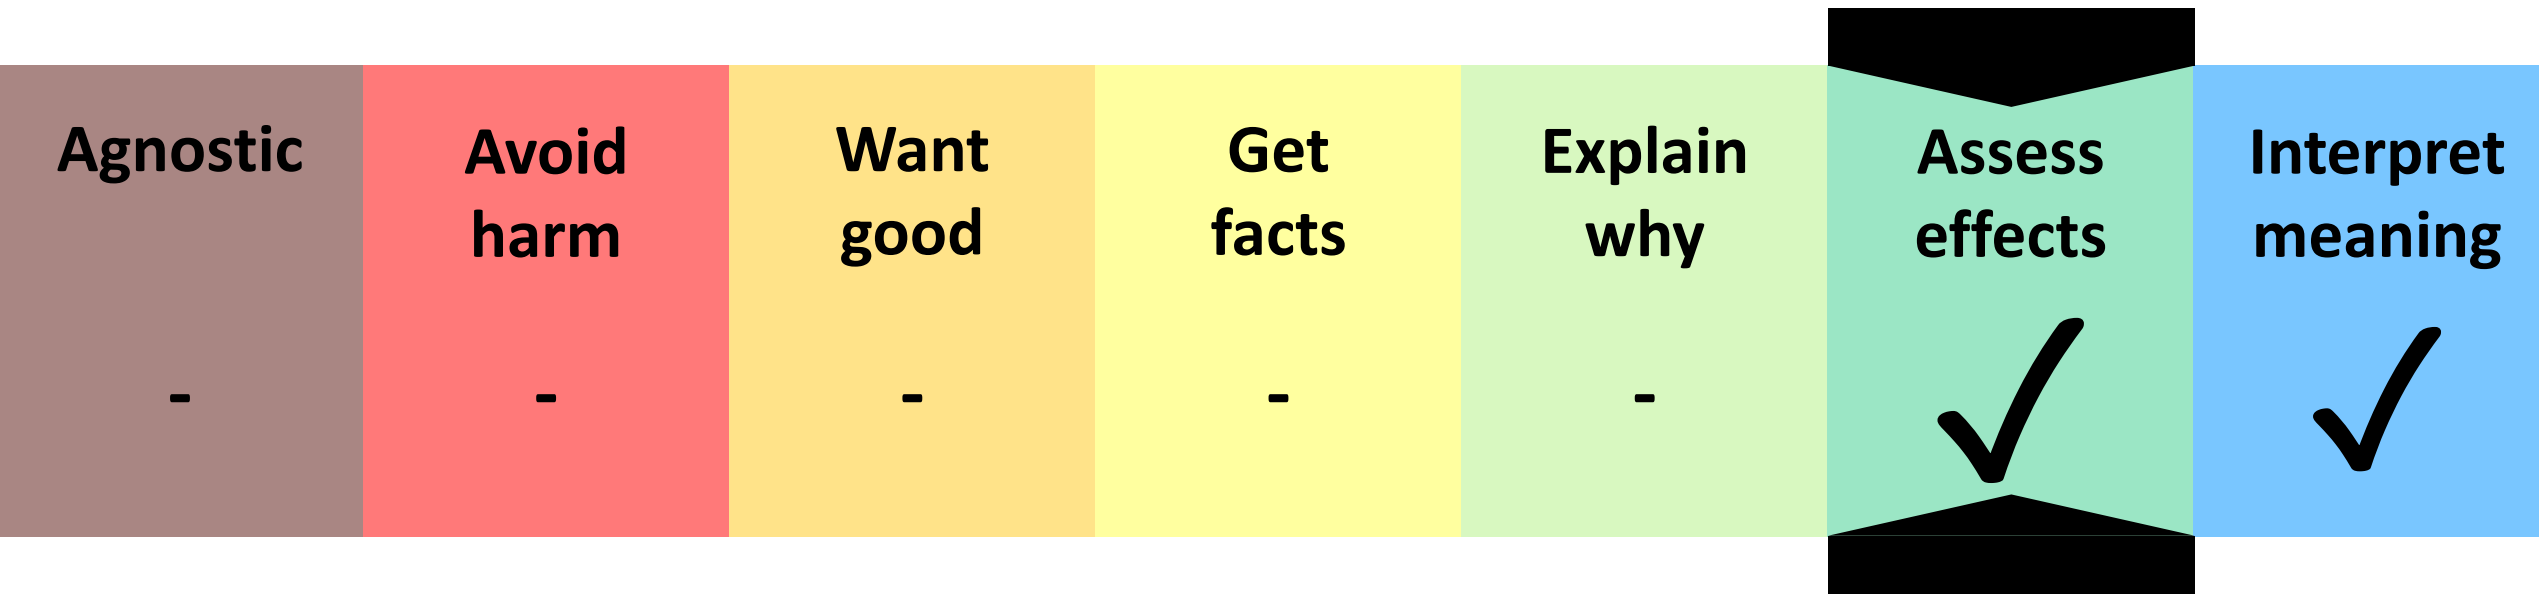 Agnostic
Avoid
harm
Want
good
Get
facts
Explain
why
Assess
effects
Interpret
meaning
-
-
-
-
-
✓
✓